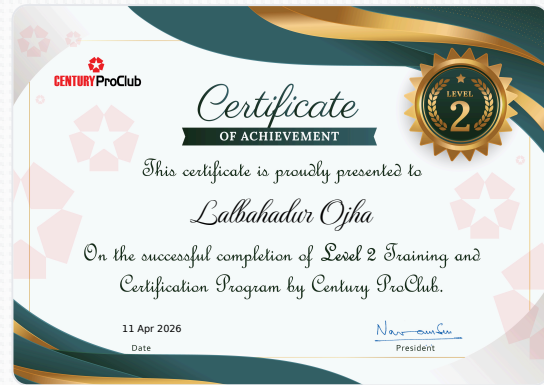 CENTURY ProClub
Certificate
OF ACHIEVEMENT
LEVEL
2
This certificate is proudly presented to
Lalbahadur Ojha
On the successful completion of Level 2 Training and
Certification Program by Century ProClub.
11 Apr 2026
Date
President